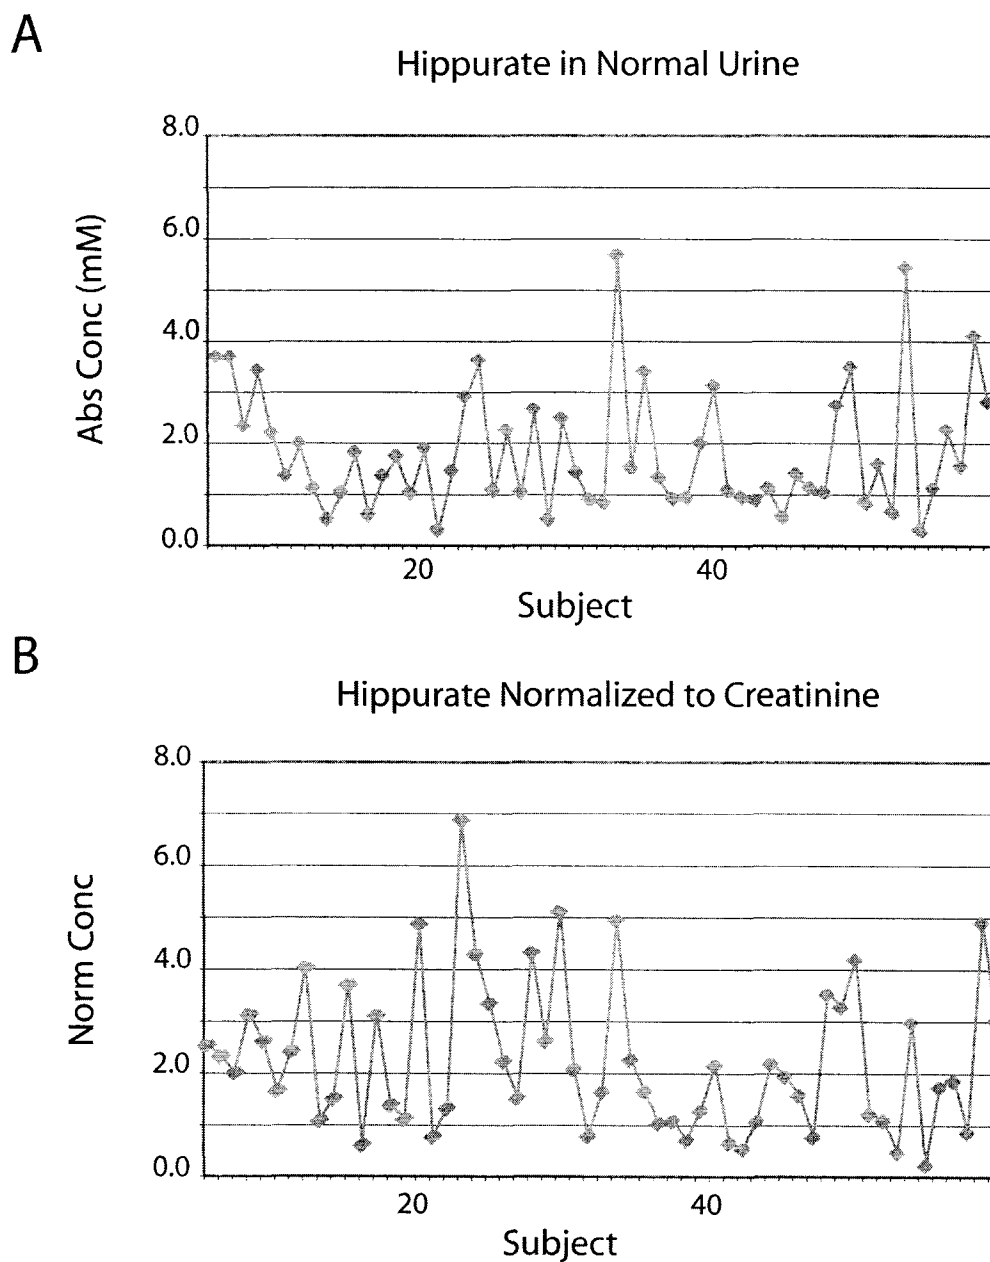 A
Hippurate in Normal Urine
8.0
6.0
4.0
2.0
0.0
Abs Conc (mM)
20
40
Subject
B
Hippurate Normalized to Creatinine
8.0
6.0
4.0
2.0
0.0
Norm Conc
20
40
Subject